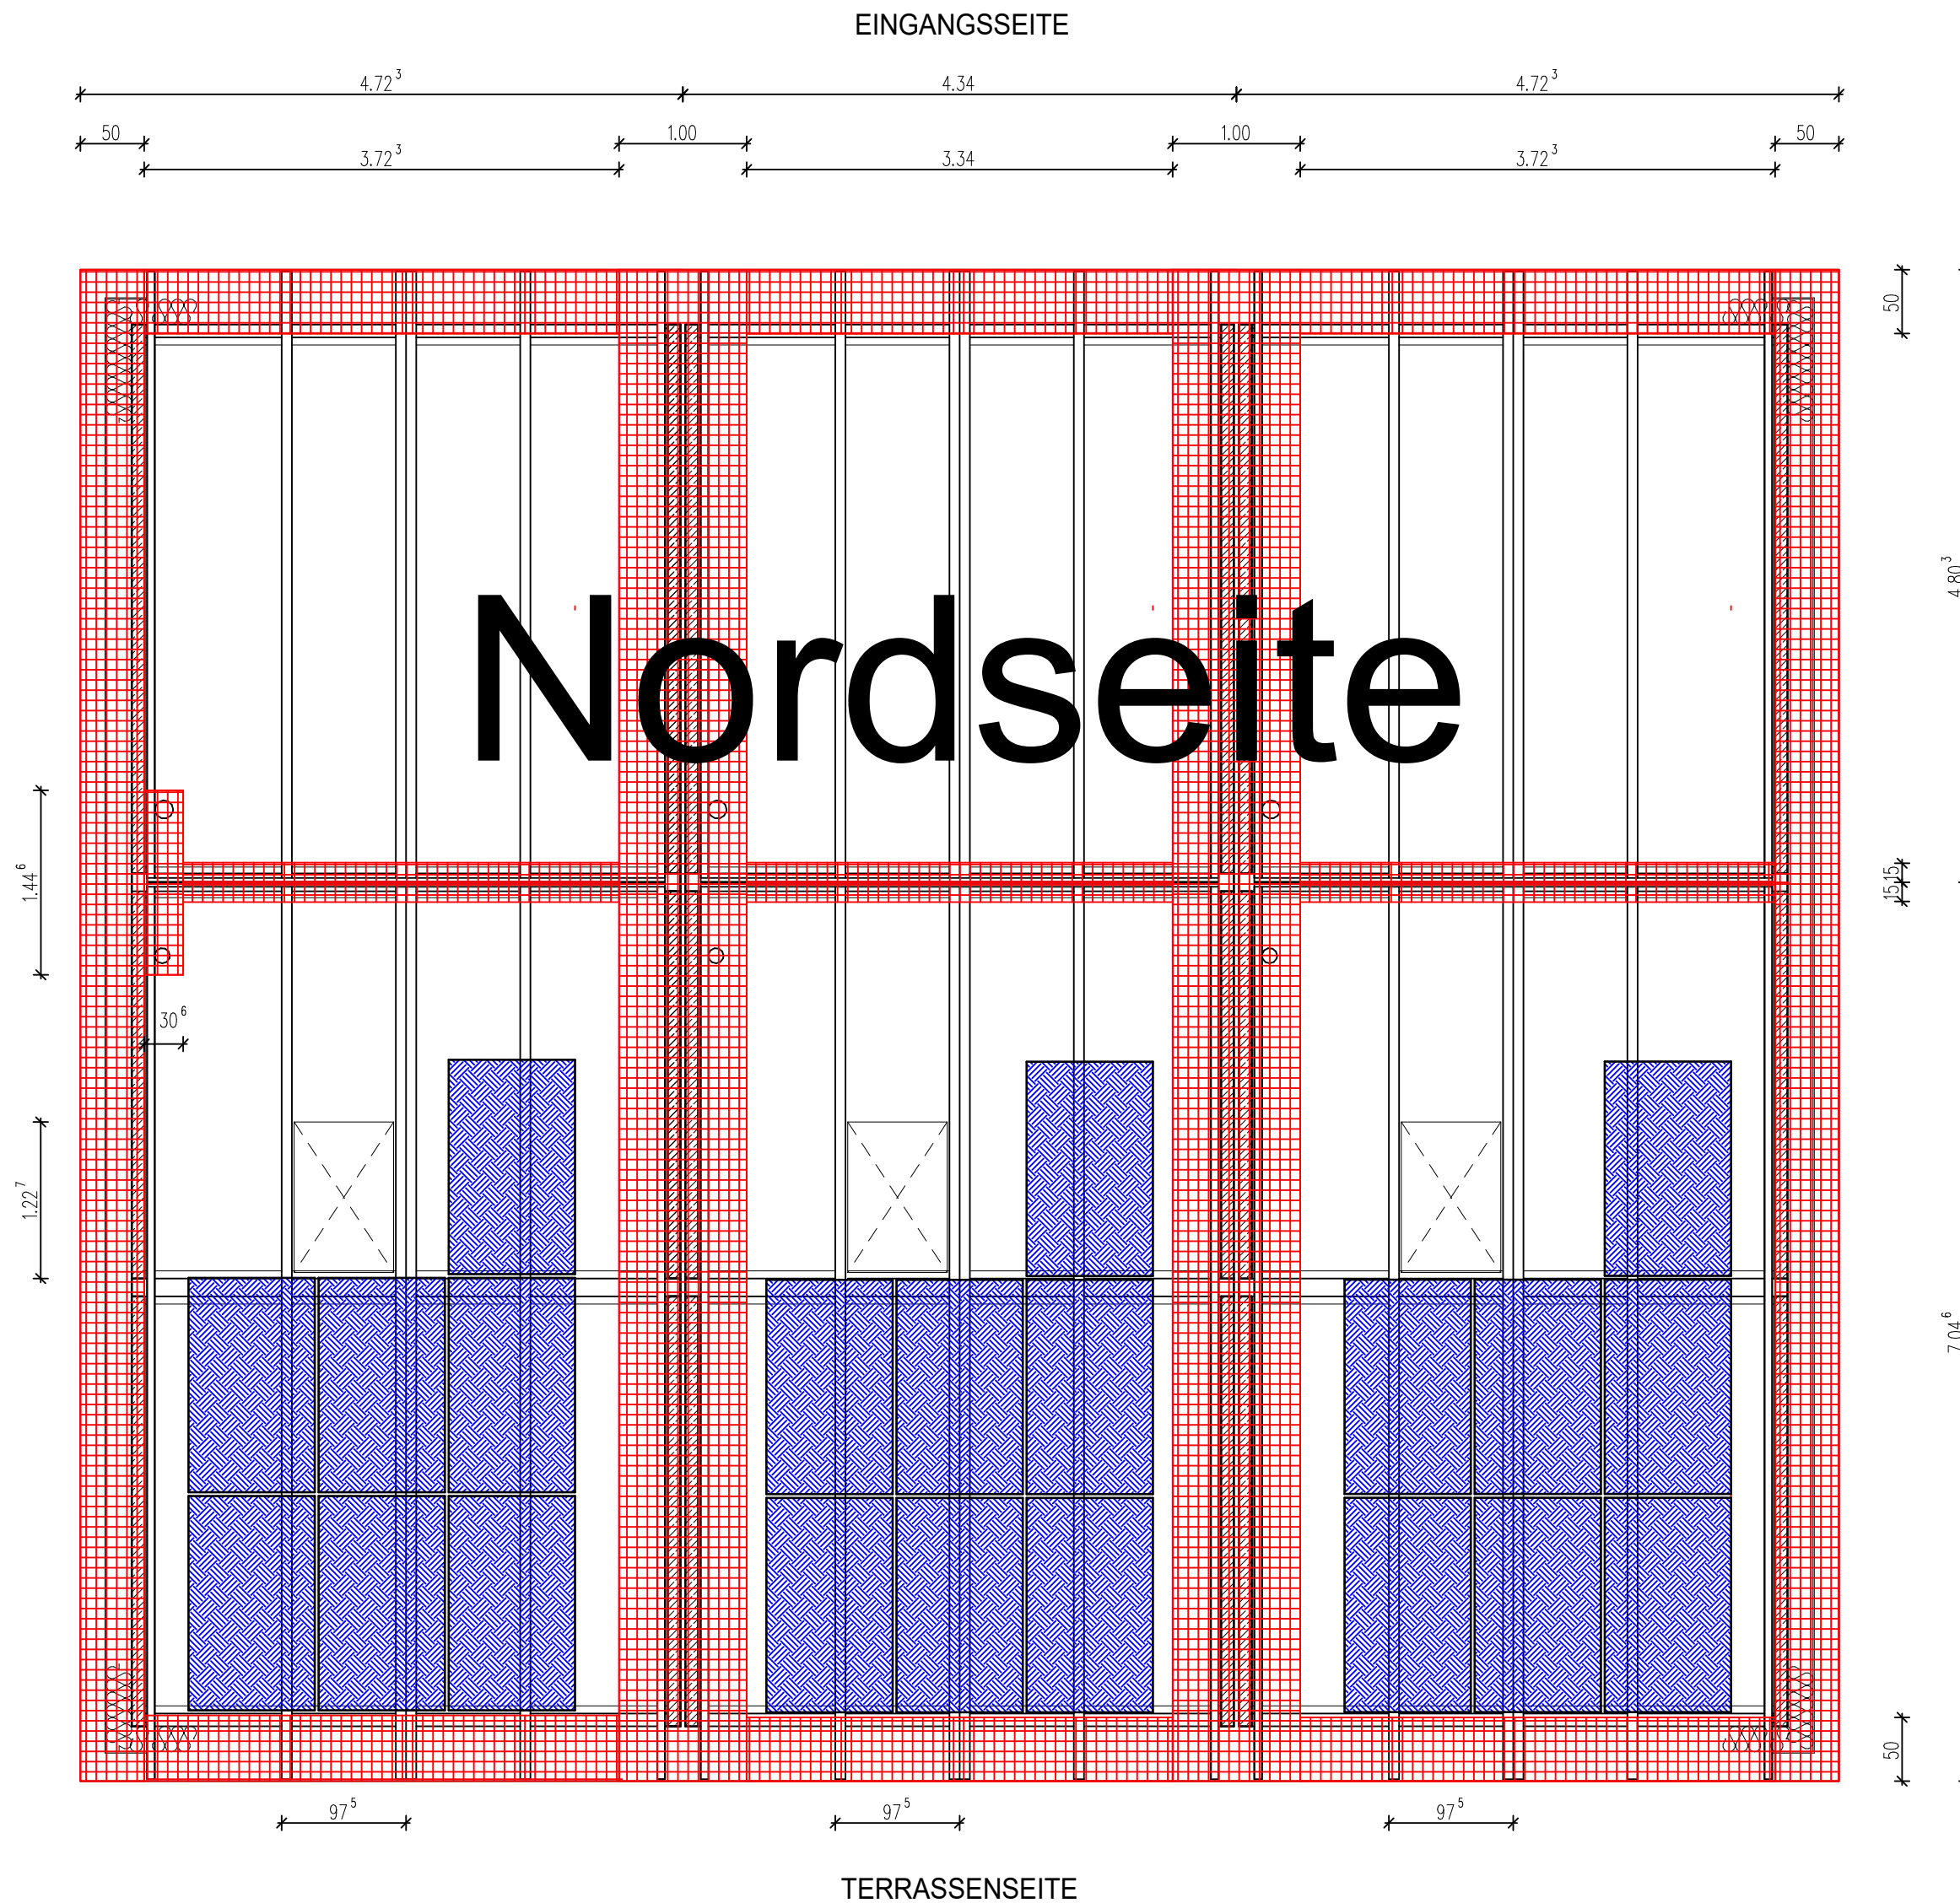 EINGANGSSEITE
4.72³ 4.34 4.72³
50 1.00 1.00 50
3.72³ 3.34 3.72³
50
4.80³
Nordseite
1.44⁶
15 15
30⁶
1.22⁷
7.04⁶
50
97⁵ 97⁵ 97⁵
TERRASSENSEITE